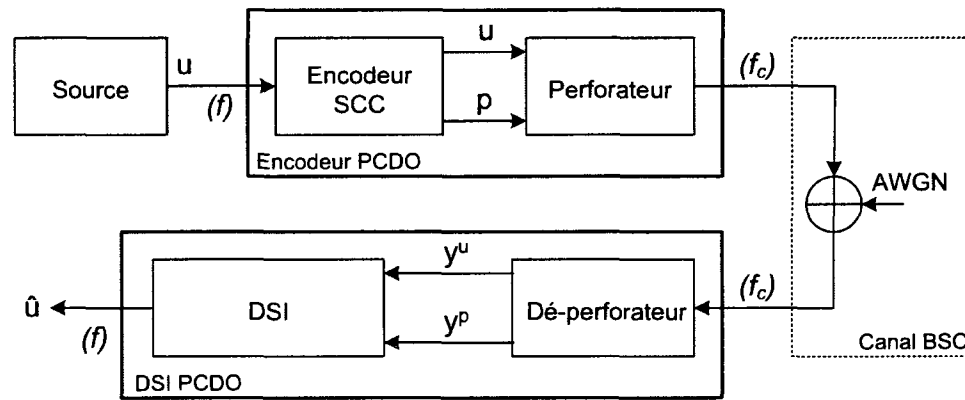 Source
u
(f)
Encodeur
SCC
u
p
Perforateur
Encodeur PCDO
(f_c)
AWGN
Canal BSC
(f_c)
Dé-perforateur
y^u
y^p
DSI
DSI PCDO
û
(f)